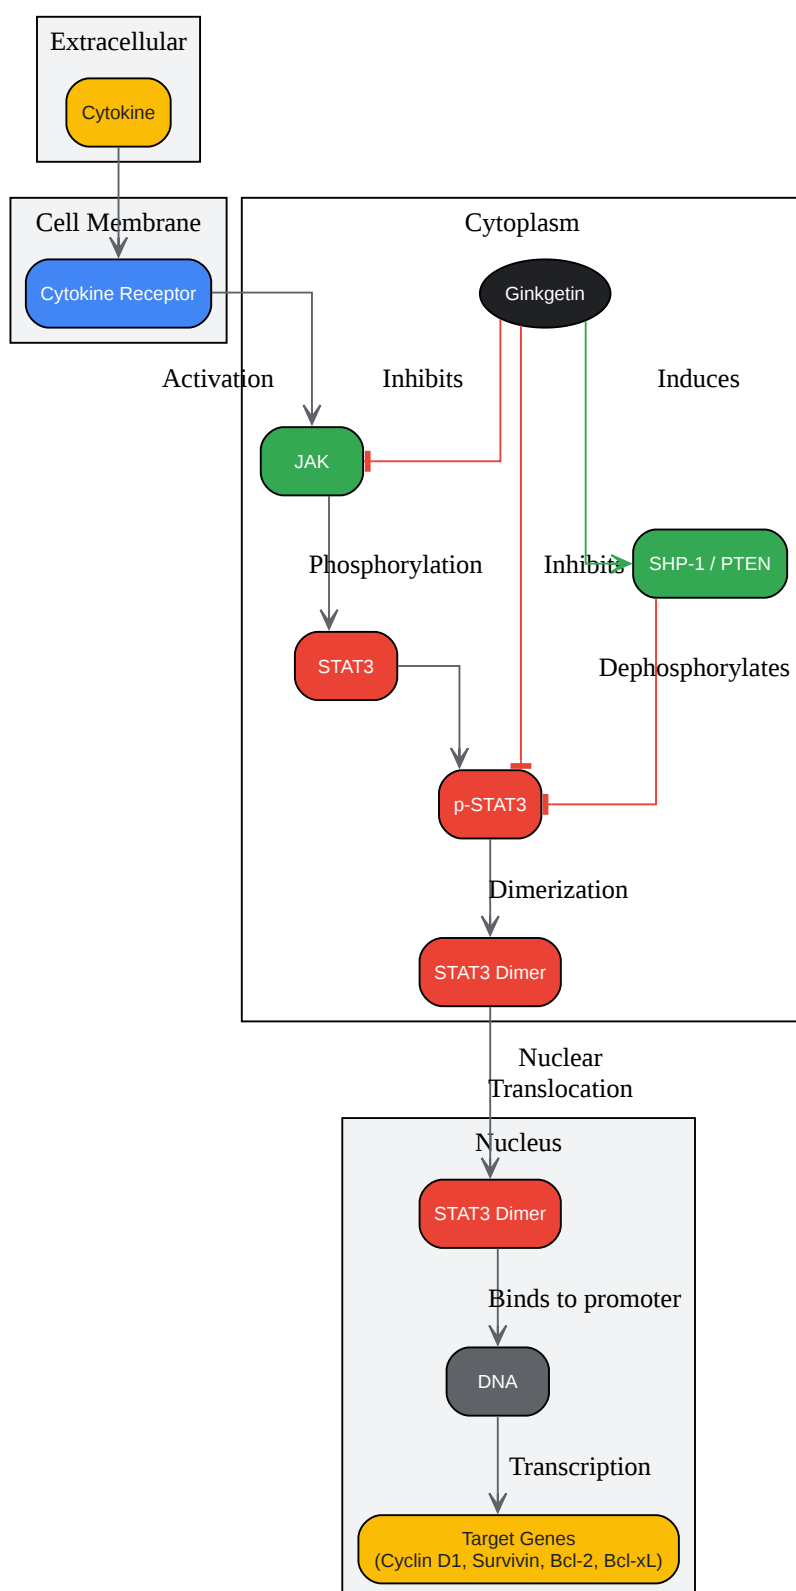 Extracellular
Cytokine
Cell Membrane
Cytokine Receptor
Cytoplasm
Ginkgetin
Activation
Inhibits
Induces
JAK
Phosphorylation
Inhibits
SHP-1 / PTEN
STAT3
Dephosphorylates
p-STAT3
Dimerization
STAT3 Dimer
Nuclear
Translocation
Nucleus
STAT3 Dimer
Binds to promoter
DNA
Transcription
Target Genes
(Cyclin D1, Survivin, Bcl-2, Bcl-xL)